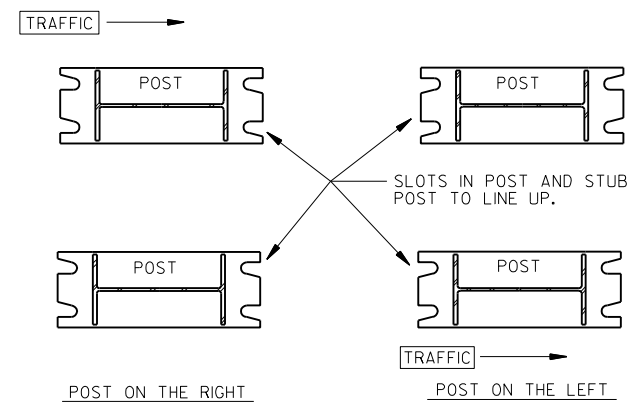 TRAFFIC
POST
POST
SLOTS IN POST AND STUB
POST TO LINE UP.
POST
POST
TRAFFIC
POST ON THE RIGHT
POST ON THE LEFT